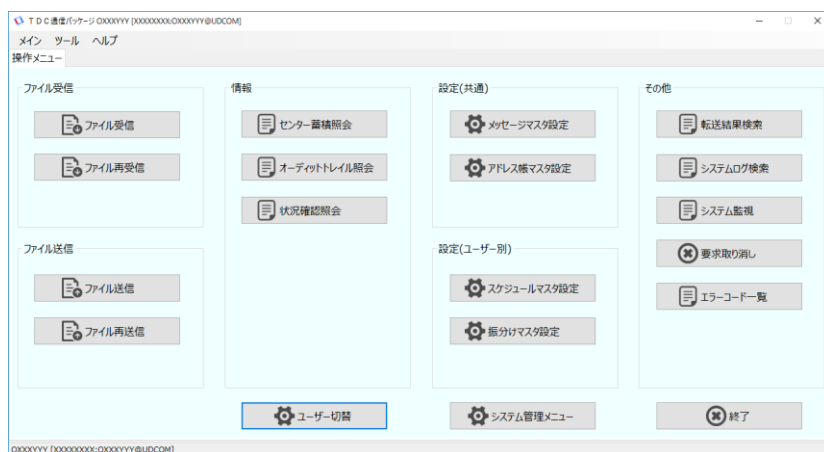 TDC通信パッケージ OXXXYYY [XXXXXXXX:OXXXYYY@UDCOM]
メイン ツール ヘルプ
操作メニュー
ファイル受信
ファイル受信
ファイル再受信
ファイル送信
ファイル送信
ファイル再送信
情報
センター蓄積照会
オーディットトレイル照会
状況確認照会
設定(共通)
メッセージマスタ設定
アドレス帳マスタ設定
設定(ユーザー別)
スケジュールマスタ設定
振分けマスタ設定
その他
転送結果検索
システムログ検索
システム監視
要求取り消し
エラーコード一覧
ユーザー切替
システム管理メニュー
終了
OXXXYYY [XXXXXXXX:OXXXYYY@UDCOM]